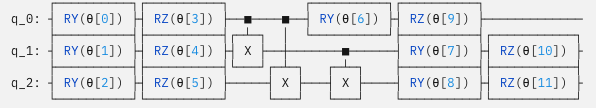 q_0: RY(θ[0]) RZ(θ[3]) RY(θ[6]) RZ(θ[9])
q_1: RY(θ[1]) RZ(θ[4]) X RY(θ[7]) RZ(θ[10])
q_2: RY(θ[2]) RZ(θ[5]) X X RY(θ[8]) RZ(θ[11])